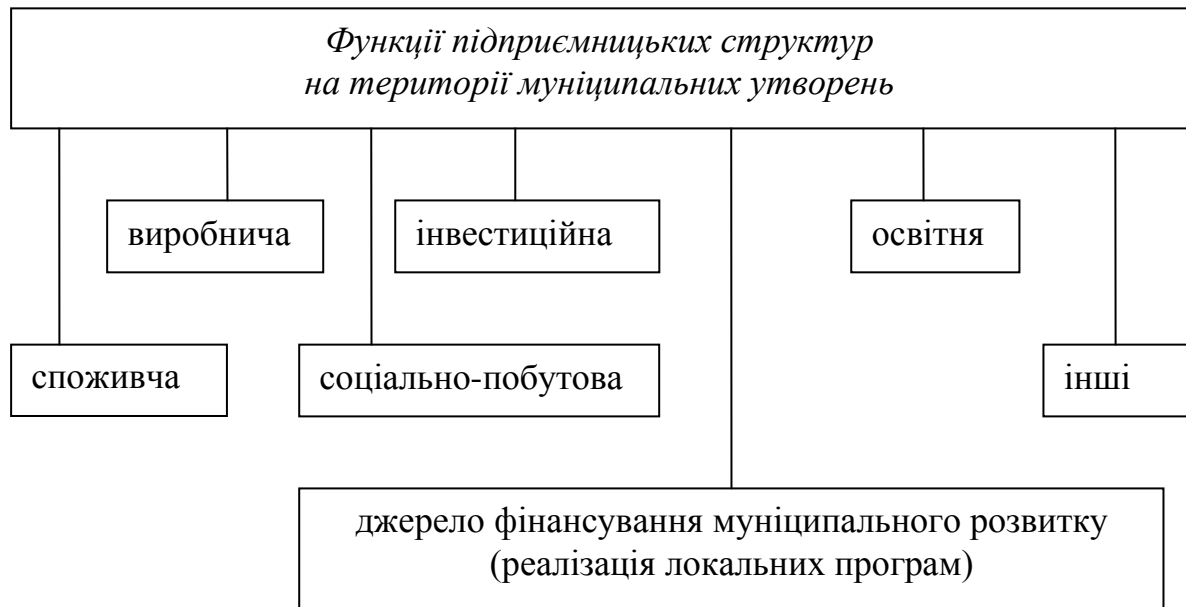 Функції підприємницьких структур
на території муніципальних утворень
виробнича
інвестиційна
освітня
споживча
соціально-побутова
інші
джерело фінансування муніципального розвитку
(реалізація локальних програм)